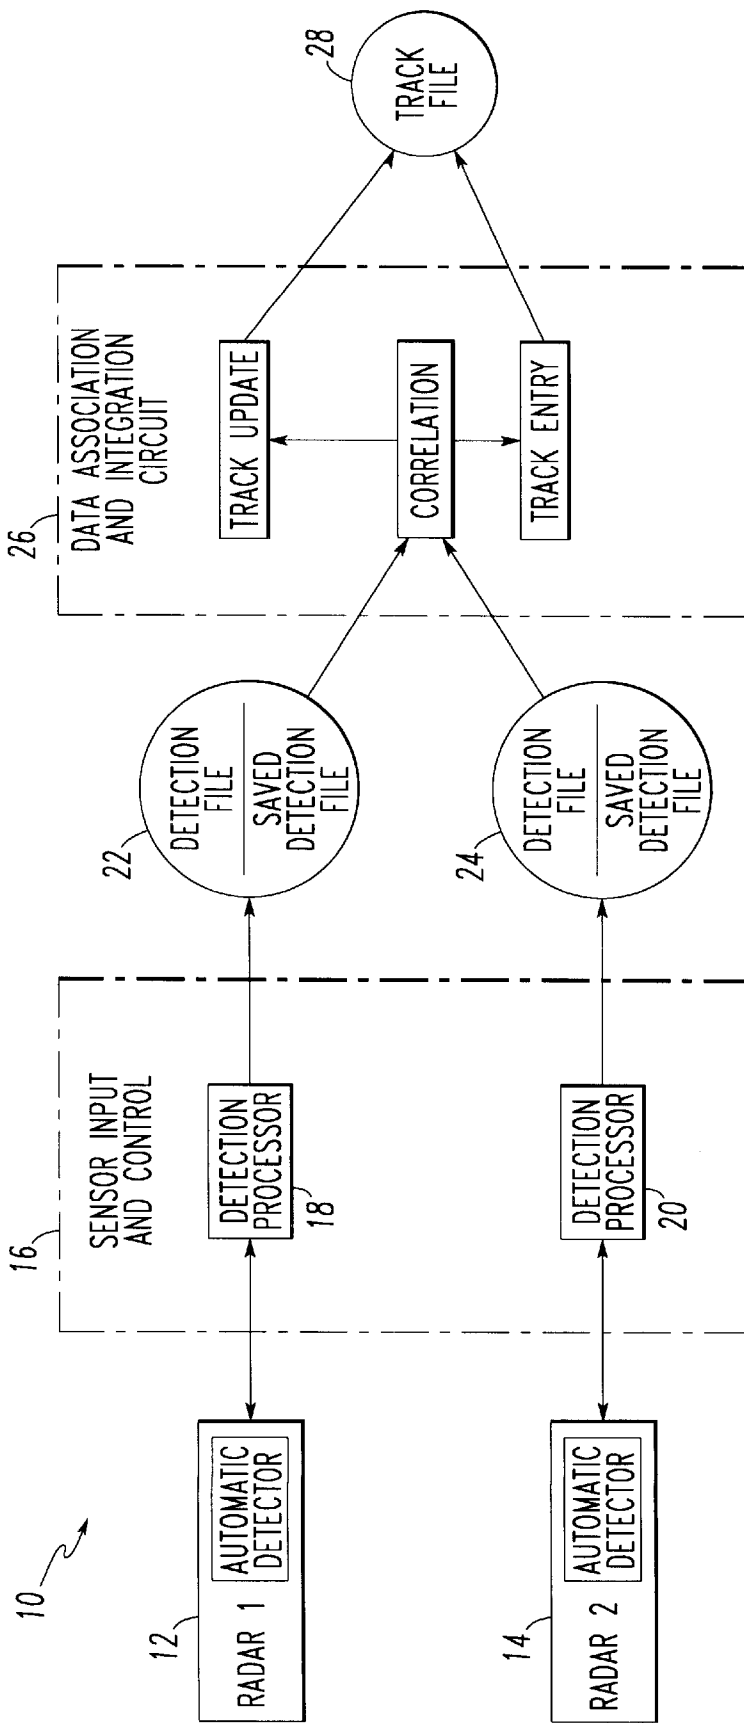 10
12
RADAR 1
AUTOMATIC
DETECTOR
14
RADAR 2
AUTOMATIC
DETECTOR
16
SENSOR INPUT
AND CONTROL
DETECTION
PROCESSOR
18
DETECTION
PROCESSOR
20
22
DETECTION
FILE
SAVED
DETECTION
FILE
24
DETECTION
FILE
SAVED
DETECTION
FILE
26
DATA ASSOCIATION
AND INTEGRATION
CIRCUIT
TRACK UPDATE
CORRELATION
TRACK ENTRY
28
TRACK
FILE